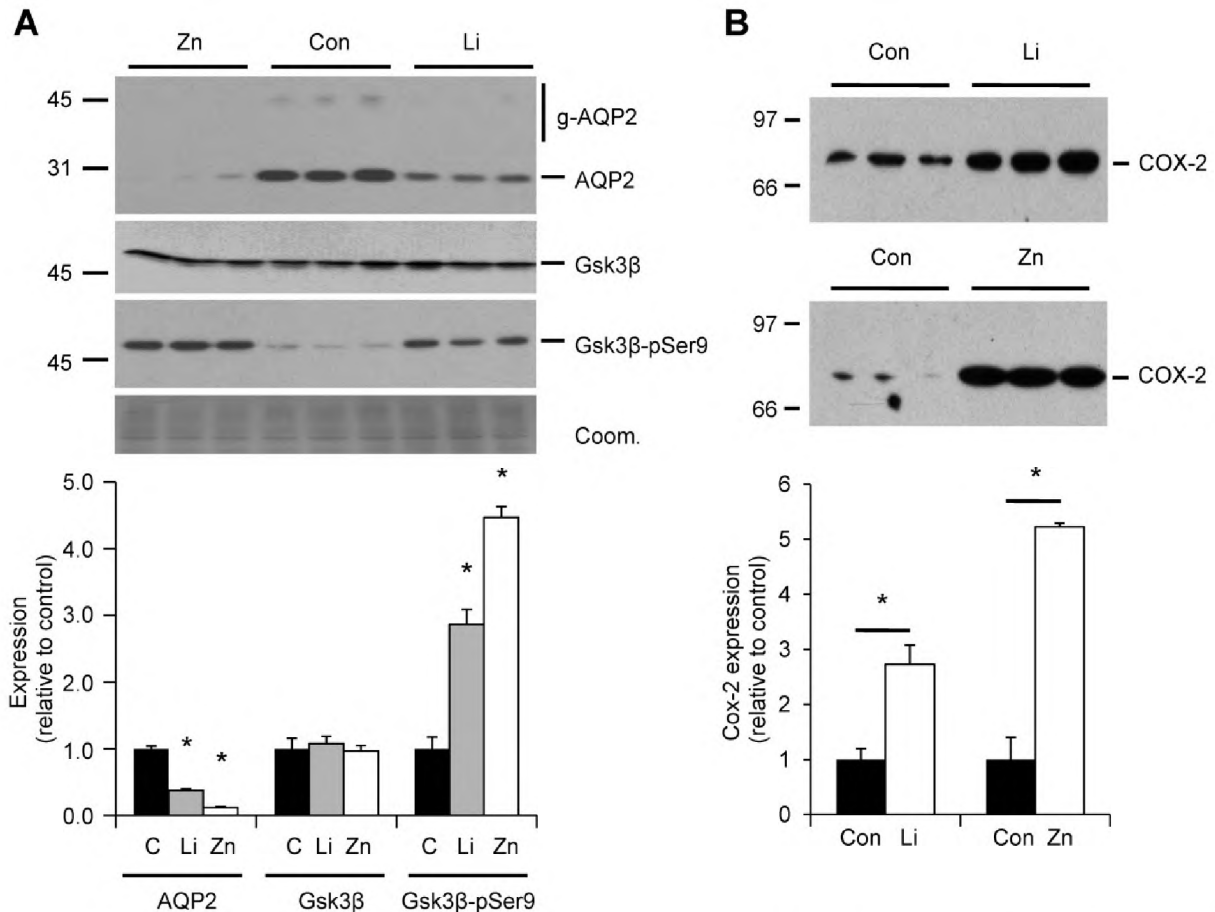 A
Zn Con Li
45
g-AQP2
31
AQP2
45
Gsk3β
45
Gsk3β-pSer9
Coom.
5.0
4.0
3.0
2.0
1.0
0.0
Expression
(relative to control)
* * * *
C Li Zn C Li Zn C Li Zn
AQP2 Gsk3β Gsk3β-pSer9
B
Con Li
97
COX-2
66
Con Zn
97
COX-2
66
6
5
4
3
2
1
0
Cox-2 expression
(relative to control)
* *
Con Li Con Zn